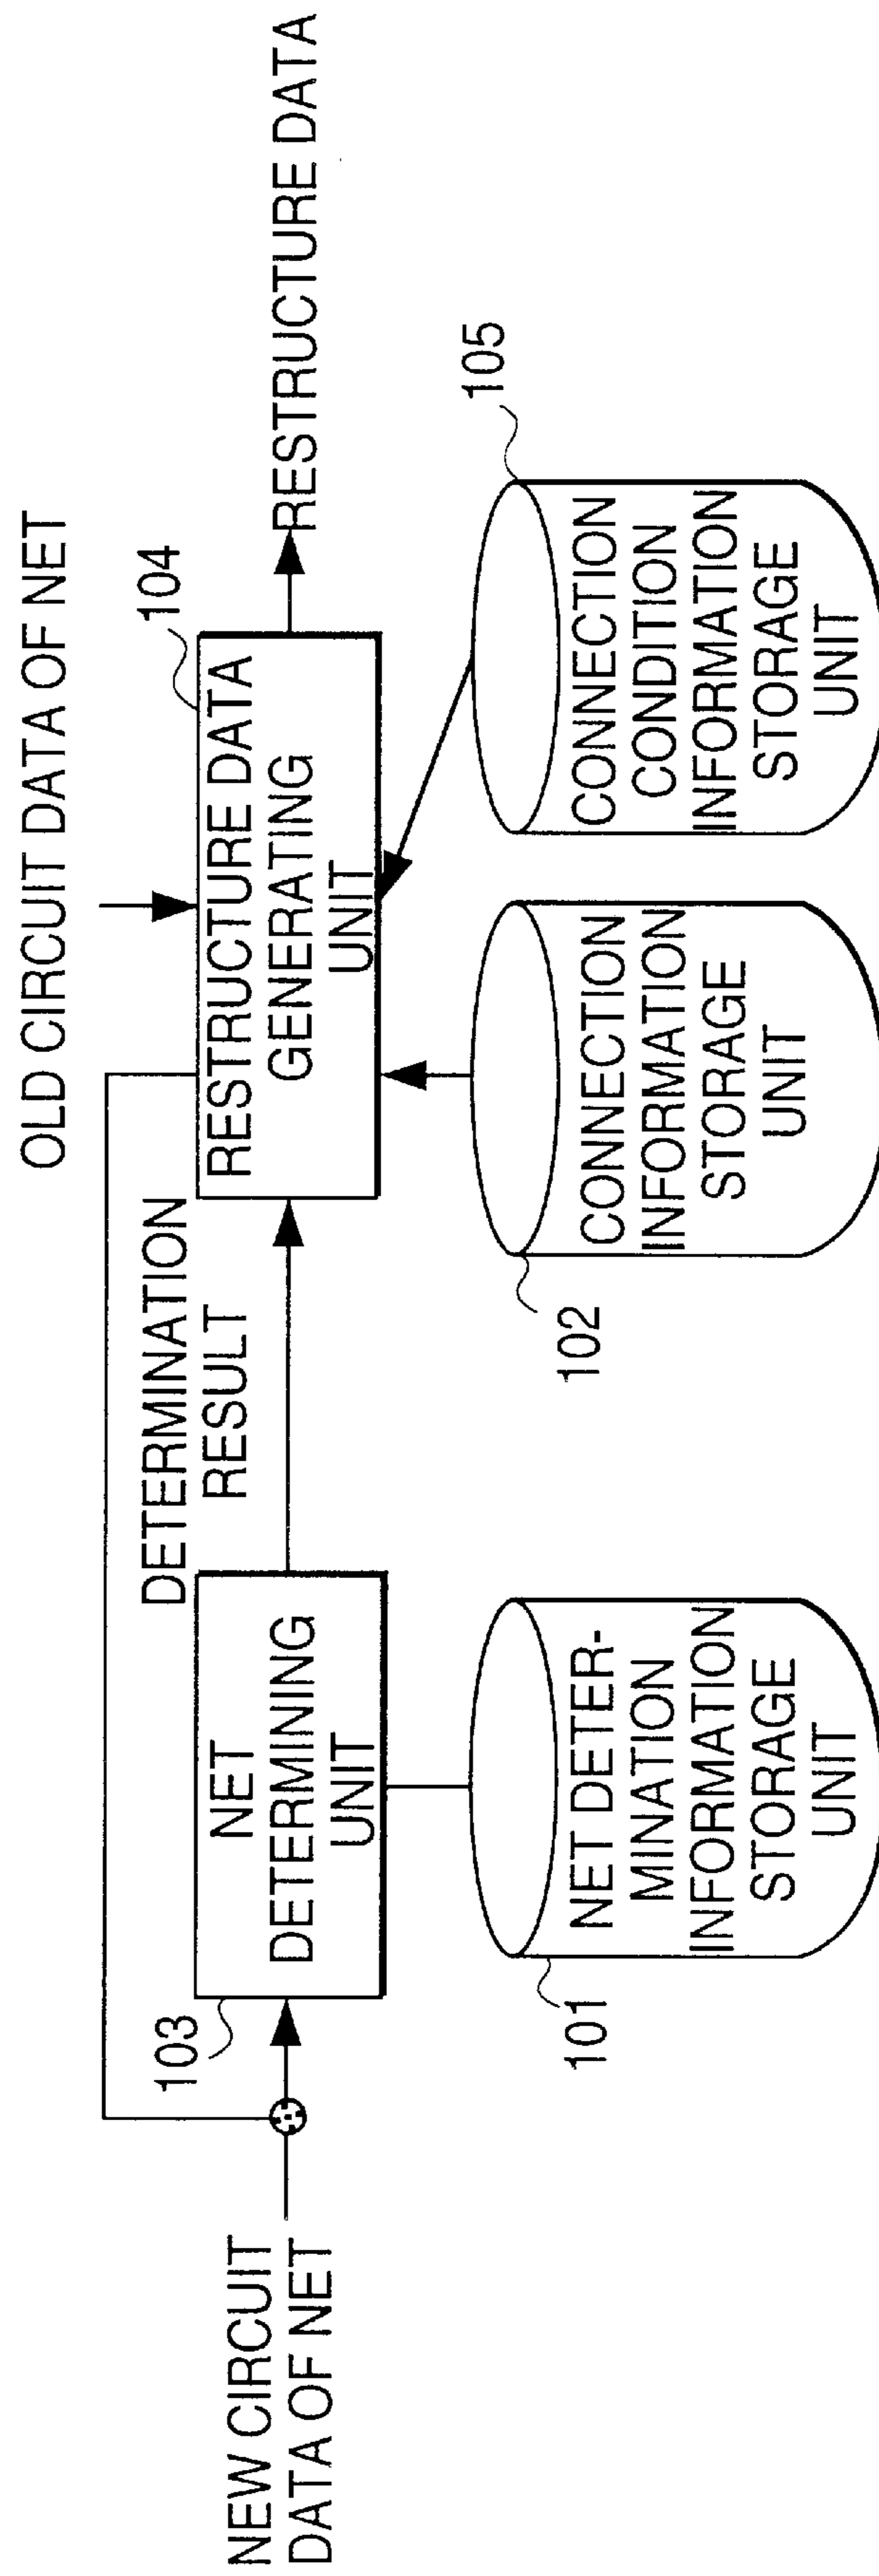 OLD CIRCUIT DATA OF NET
104
DETERMINATION
RESULT
103
NEW CIRCUIT
DATA OF NET
NET
DETERMINING
UNIT
RESTRUCTURE DATA
GENERATING
UNIT
RESTRUCTURE DATA
101
NET DETER-
MINATION
INFORMATION
STORAGE
UNIT
102
CONNECTION
INFORMATION
STORAGE
UNIT
105
CONNECTION
CONDITION
INFORMATION
STORAGE
UNIT